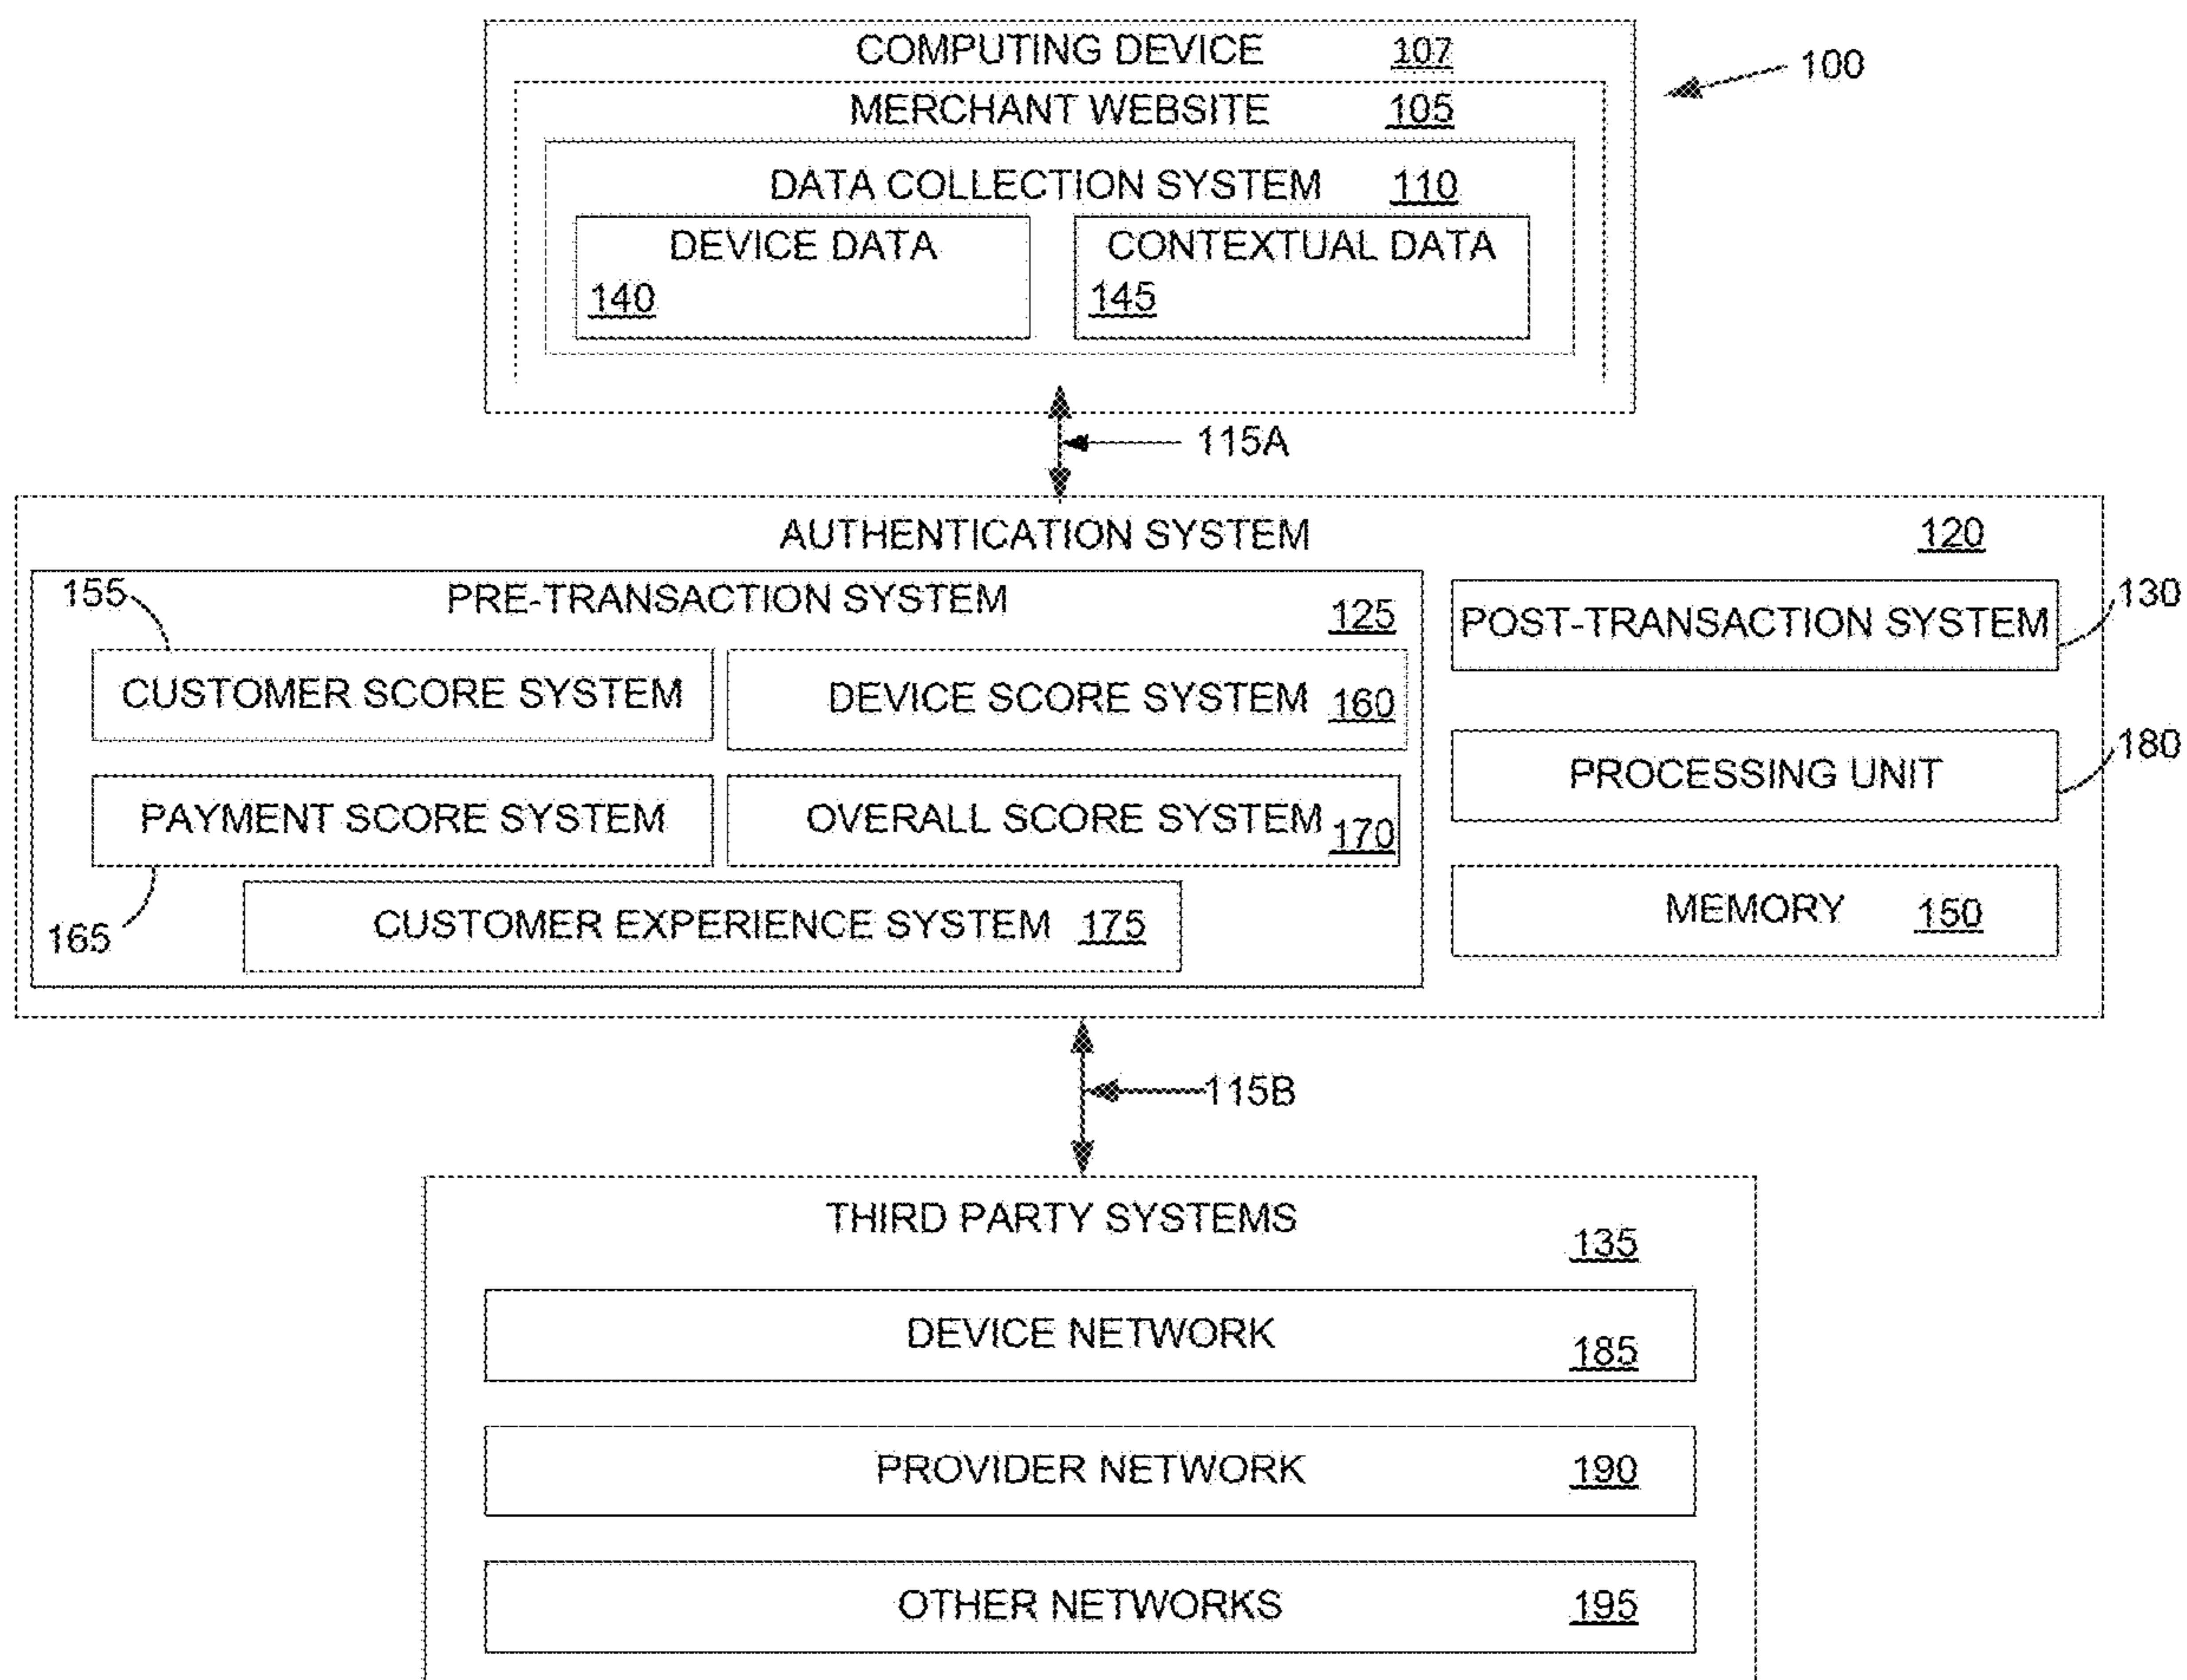 COMPUTING DEVICE 107
100
MERCHANT WEBSITE 105
DATA COLLECTION SYSTEM 110
DEVICE DATA
140
CONTEXTUAL DATA
145
115A
AUTHENTICATION SYSTEM 120
155
PRE-TRANSACTION SYSTEM 125
POST-TRANSACTION SYSTEM
130
CUSTOMER SCORE SYSTEM
DEVICE SCORE SYSTEM 160
PROCESSING UNIT
180
PAYMENT SCORE SYSTEM
OVERALL SCORE SYSTEM 170
165
CUSTOMER EXPERIENCE SYSTEM 175
MEMORY 150
115B
THIRD PARTY SYSTEMS
135
DEVICE NETWORK 185
PROVIDER NETWORK 190
OTHER NETWORKS 195